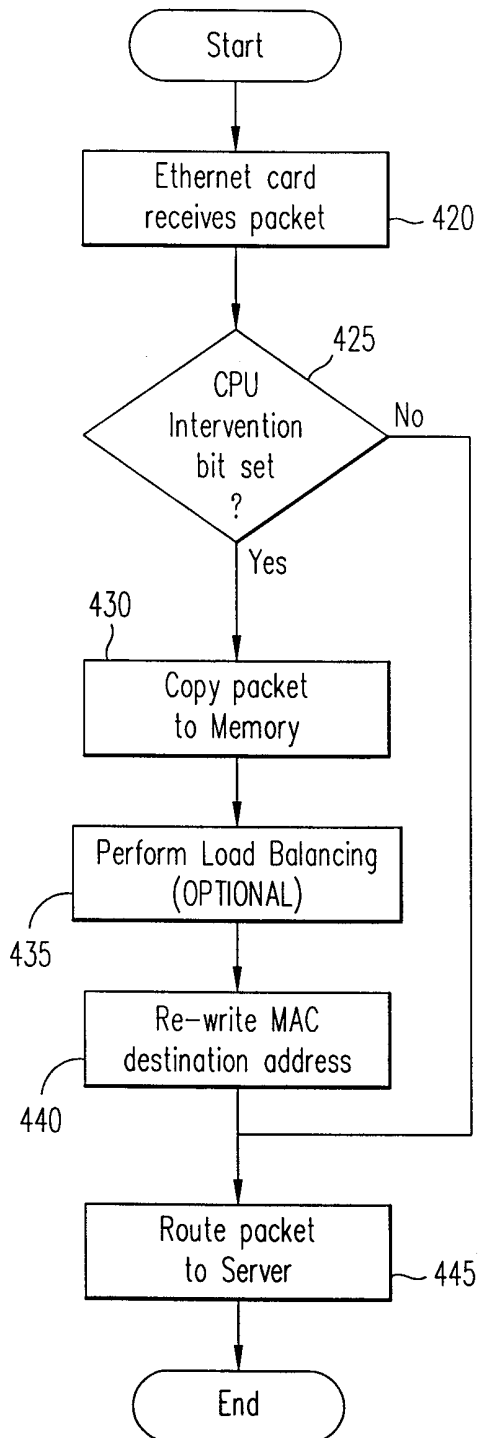 Start
Ethernet card
receives packet
420
425
CPU
Intervention
bit set
?
No
Yes
430
Copy packet
to Memory
Perform Load Balancing
(OPTIONAL)
435
Re-write MAC
destination address
440
Route packet
to Server
445
End